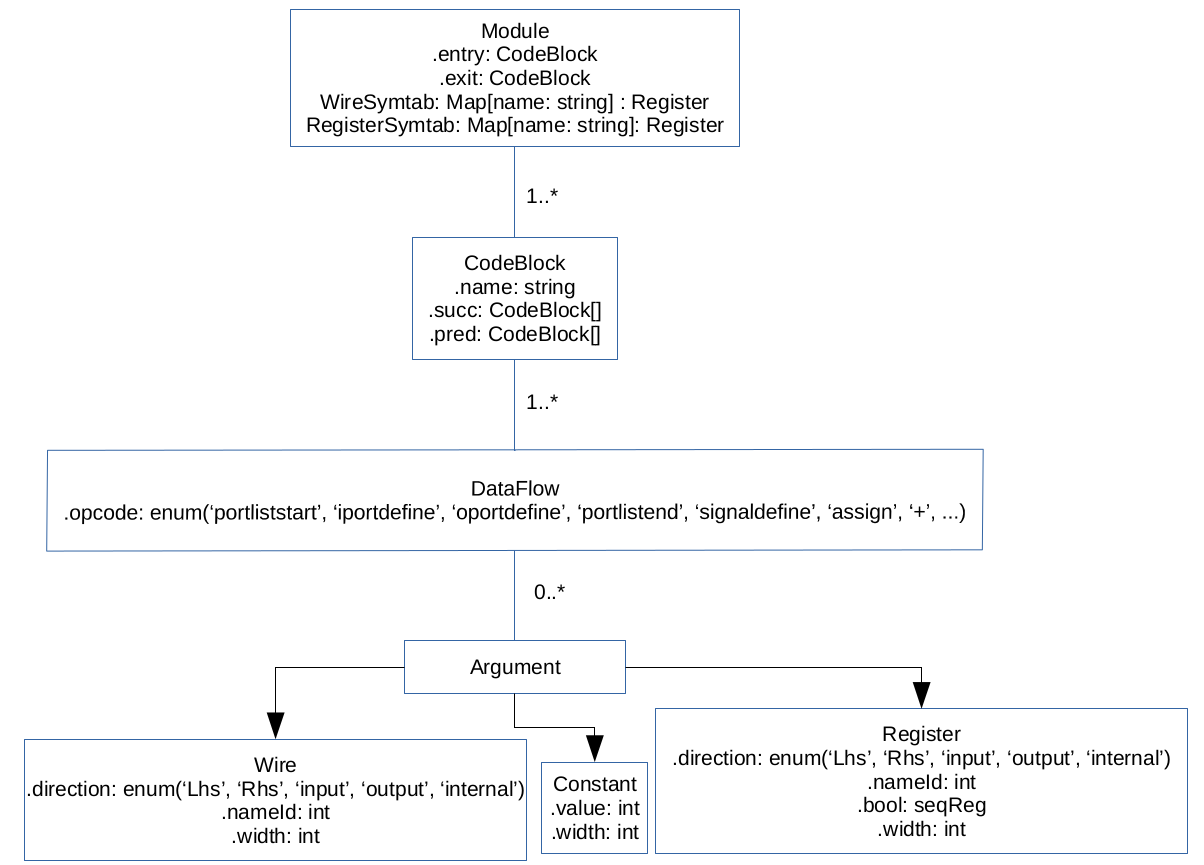 Module
.entry: CodeBlock
.exit: CodeBlock
WireSymtab: Map[name: string] : Register
RegisterSymtab: Map[name: string]: Register
1..*
CodeBlock
.name: string
.succ: CodeBlock[]
.pred: CodeBlock[]
1..*
DataFlow
.opcode: enum(‘portliststart’, ‘iportdefine’, ‘oportdefine’, ‘portlistend’, ‘signaldefine’, ‘assign’, ‘+’, ...)
0..*
Argument
Wire
.direction: enum(‘Lhs’, ‘Rhs’, ‘input’, ‘output’, ‘internal’)
.nameId: int
.width: int
Constant
.value: int
.width: int
Register
.direction: enum(‘Lhs’, ‘Rhs’, ‘input’, ‘output’, ‘internal’)
.nameId: int
.bool: seqReg
.width: int